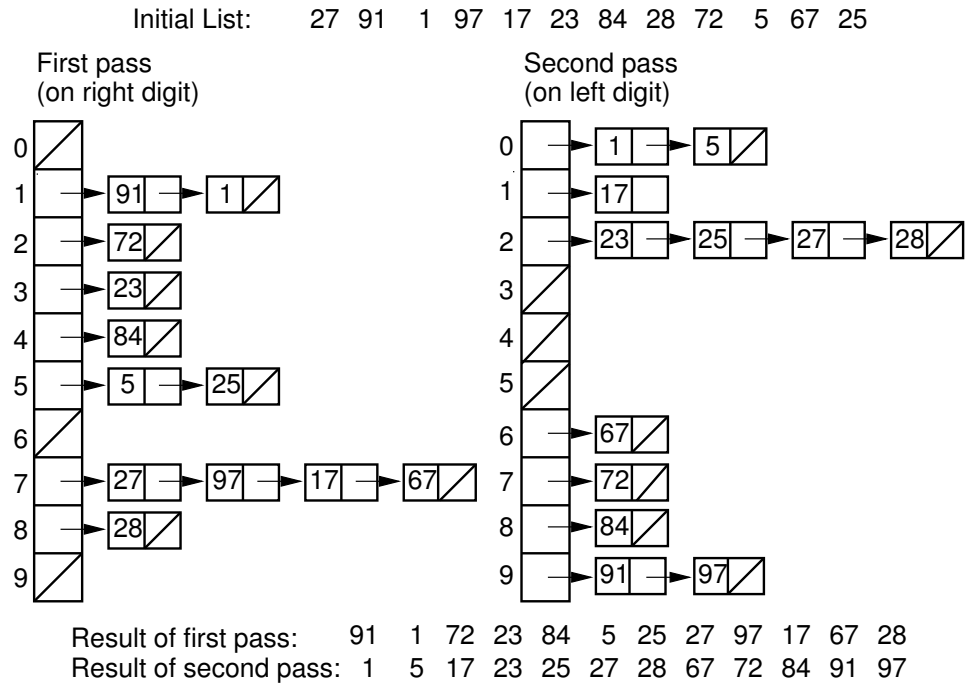 Initial List: 27 91 1 97 17 23 84 28 72 5 67 25
First pass
(on right digit)
0
1 91 1
2 72
3 23
4 84
5 5 25
6
7 27 97 17 67
8 28
9
Second pass
(on left digit)
0 1 5
1 17
2 23 25 27 28
3
4
5
6 67
7 72
8 84
9 91 97
Result of first pass: 91 1 72 23 84 5 25 27 97 17 67 28
Result of second pass: 1 5 17 23 25 27 28 67 72 84 91 97